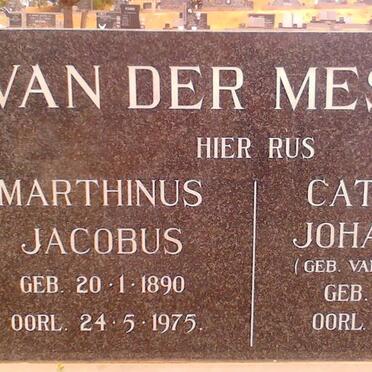 VAN DER MES
HIER RUS
MARTHINUS
JACOBUS
GEB. 20·1·1890
OORL. 24·5·1975.
CAT
JOHA
(GEB. VA
GEB.
OORL.